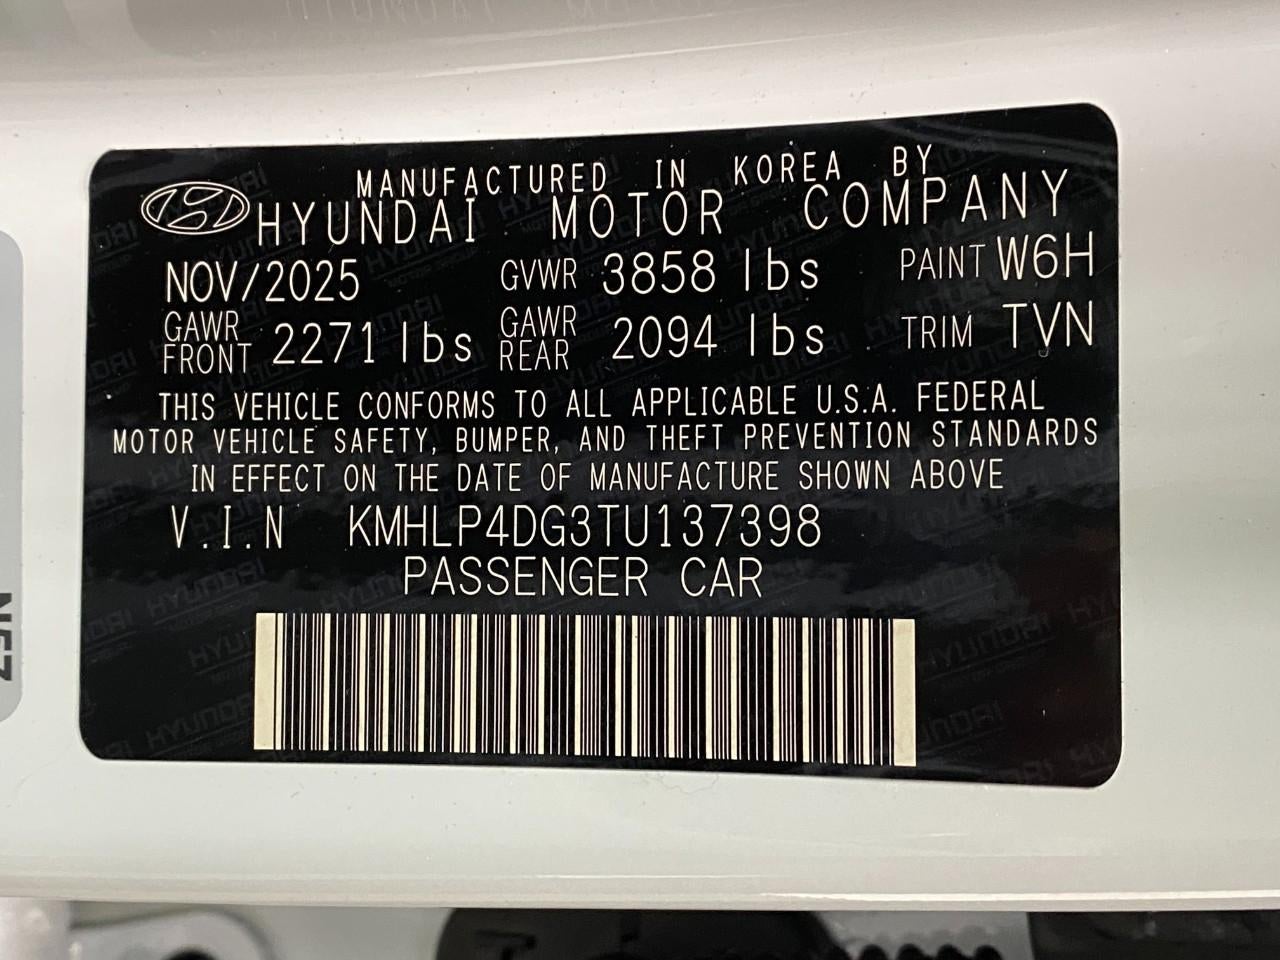 MANUFACTURED IN KOREA BY
HYUNDAI MOTOR COMPANY
NOV/2025 GVWR 3858 lbs PAINT W6H
GAWR FRONT 2271 lbs GAWR REAR 2094 lbs TRIM TVN
THIS VEHICLE CONFORMS TO ALL APPLICABLE U.S.A. FEDERAL
MOTOR VEHICLE SAFETY, BUMPER, AND THEFT PREVENTION STANDARDS
IN EFFECT ON THE DATE OF MANUFACTURE SHOWN ABOVE
V.I.N KMHLP4DG3TU137398
PASSENGER CAR